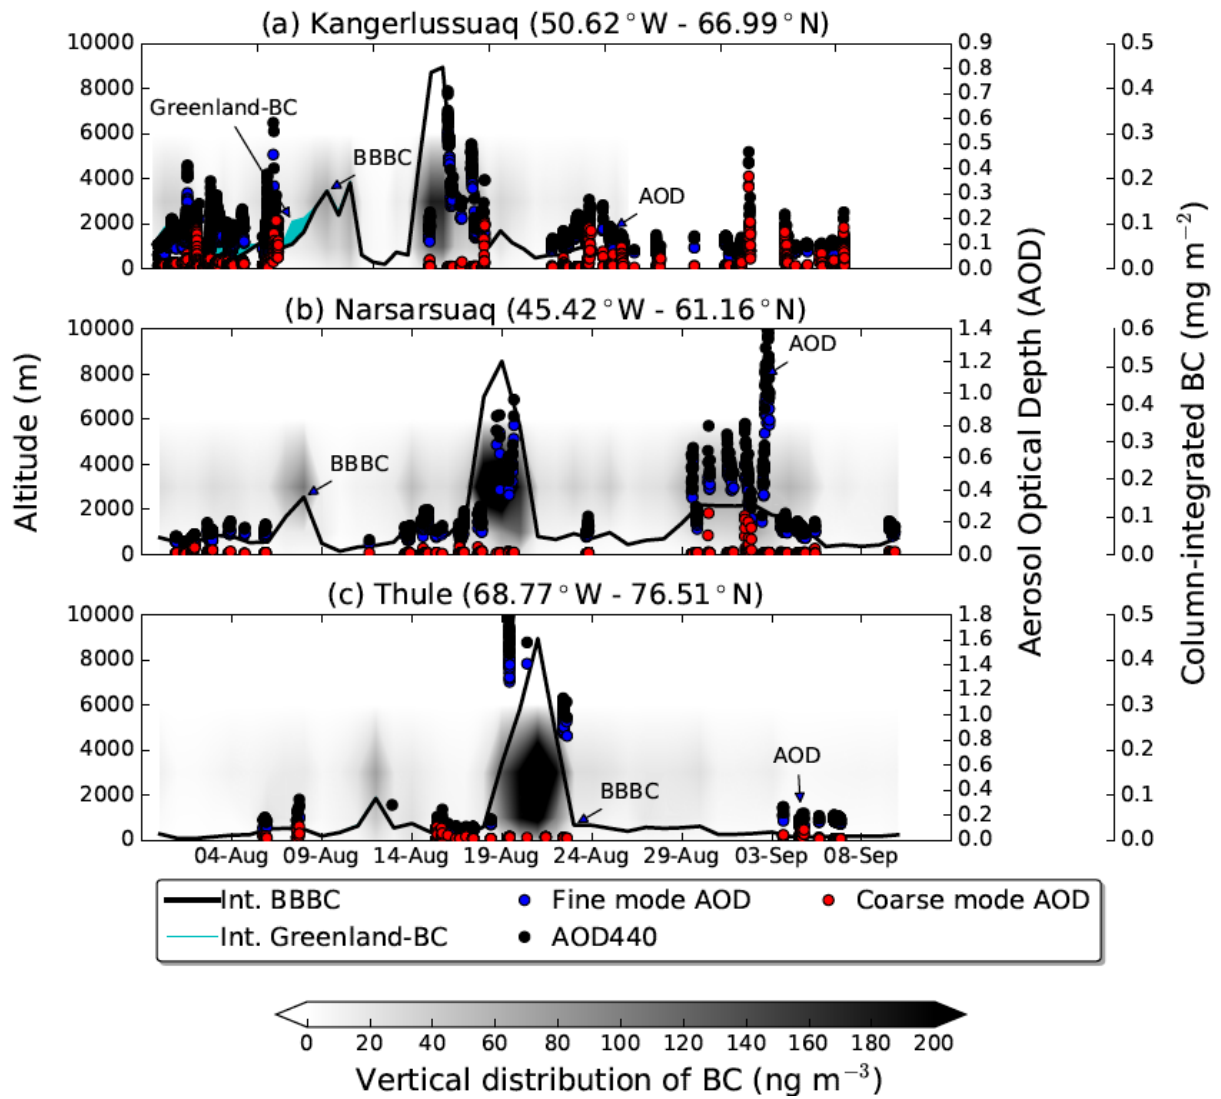 (a) Kangerlussuaq (50.62°W - 66.99°N)
10000 0.9 0.5
0.8
8000 0.7 0.4
Greenland-BC
6000 0.6 0.3
0.5
BBBC
4000 0.4 0.2
AOD
0.3
2000 0.2 0.1
0.1
0 0.0 0.0
(b) Narsarsuaq (45.42°W - 61.16°N)
10000 1.4 0.6
AOD
8000 1.2 0.5
1.0
6000 0.8 0.4
0.3
BBBC
4000 0.6 0.2
0.4
2000 0.2 0.1
0 0.0 0.0
(c) Thule (68.77°W - 76.51°N)
10000 1.8 0.5
1.6
8000 1.4 0.4
6000 1.2 0.3
1.0
4000 0.8 0.2
AOD
0.6
BBBC
2000 0.4 0.1
0.2
0 0.0 0.0
04-Aug 09-Aug 14-Aug 19-Aug 24-Aug 29-Aug 03-Sep 08-Sep
Altitude (m)
Aerosol Optical Depth (AOD)
Column-integrated BC (mg m⁻²)
Int. BBBC Fine mode AOD Coarse mode AOD
Int. Greenland-BC AOD440
0 20 40 60 80 100 120 140 160 180 200
Vertical distribution of BC (ng m⁻³)